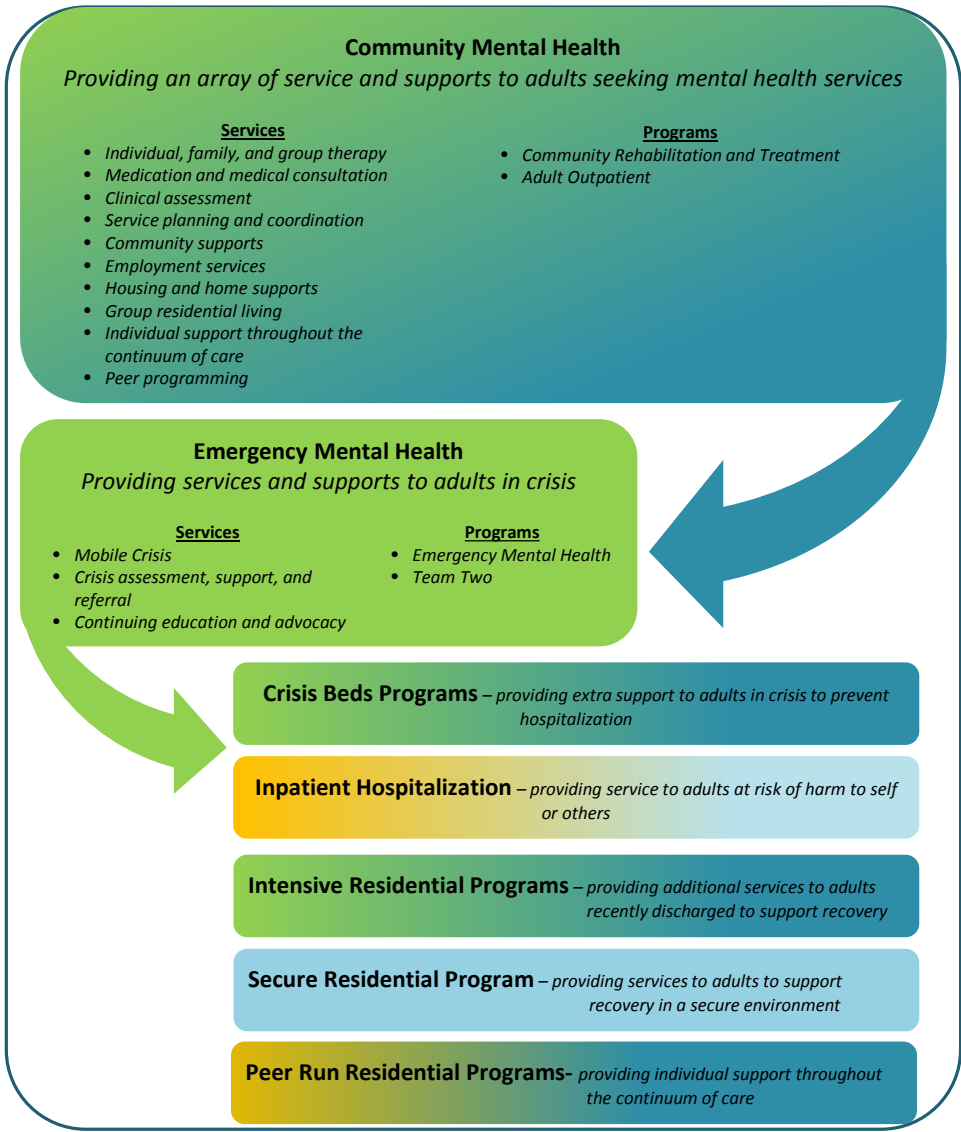 Community Mental Health
Providing an array of service and supports to adults seeking mental health services
Services
• Individual, family, and group therapy
• Medication and medical consultation
• Clinical assessment
• Service planning and coordination
• Community supports
• Employment services
• Housing and home supports
• Group residential living
• Individual support throughout the
continuum of care
• Peer programming
Programs
• Community Rehabilitation and Treatment
• Adult Outpatient
Emergency Mental Health
Providing services and supports to adults in crisis
Services
• Mobile Crisis
• Crisis assessment, support, and
referral
• Continuing education and advocacy
Programs
• Emergency Mental Health
• Team Two
Crisis Beds Programs – providing extra support to adults in crisis to prevent
hospitalization
Inpatient Hospitalization – providing service to adults at risk of harm to self
or others
Intensive Residential Programs – providing additional services to adults
recently discharged to support recovery
Secure Residential Program – providing services to adults to support
recovery in a secure environment
Peer Run Residential Programs- providing individual support throughout
the continuum of care